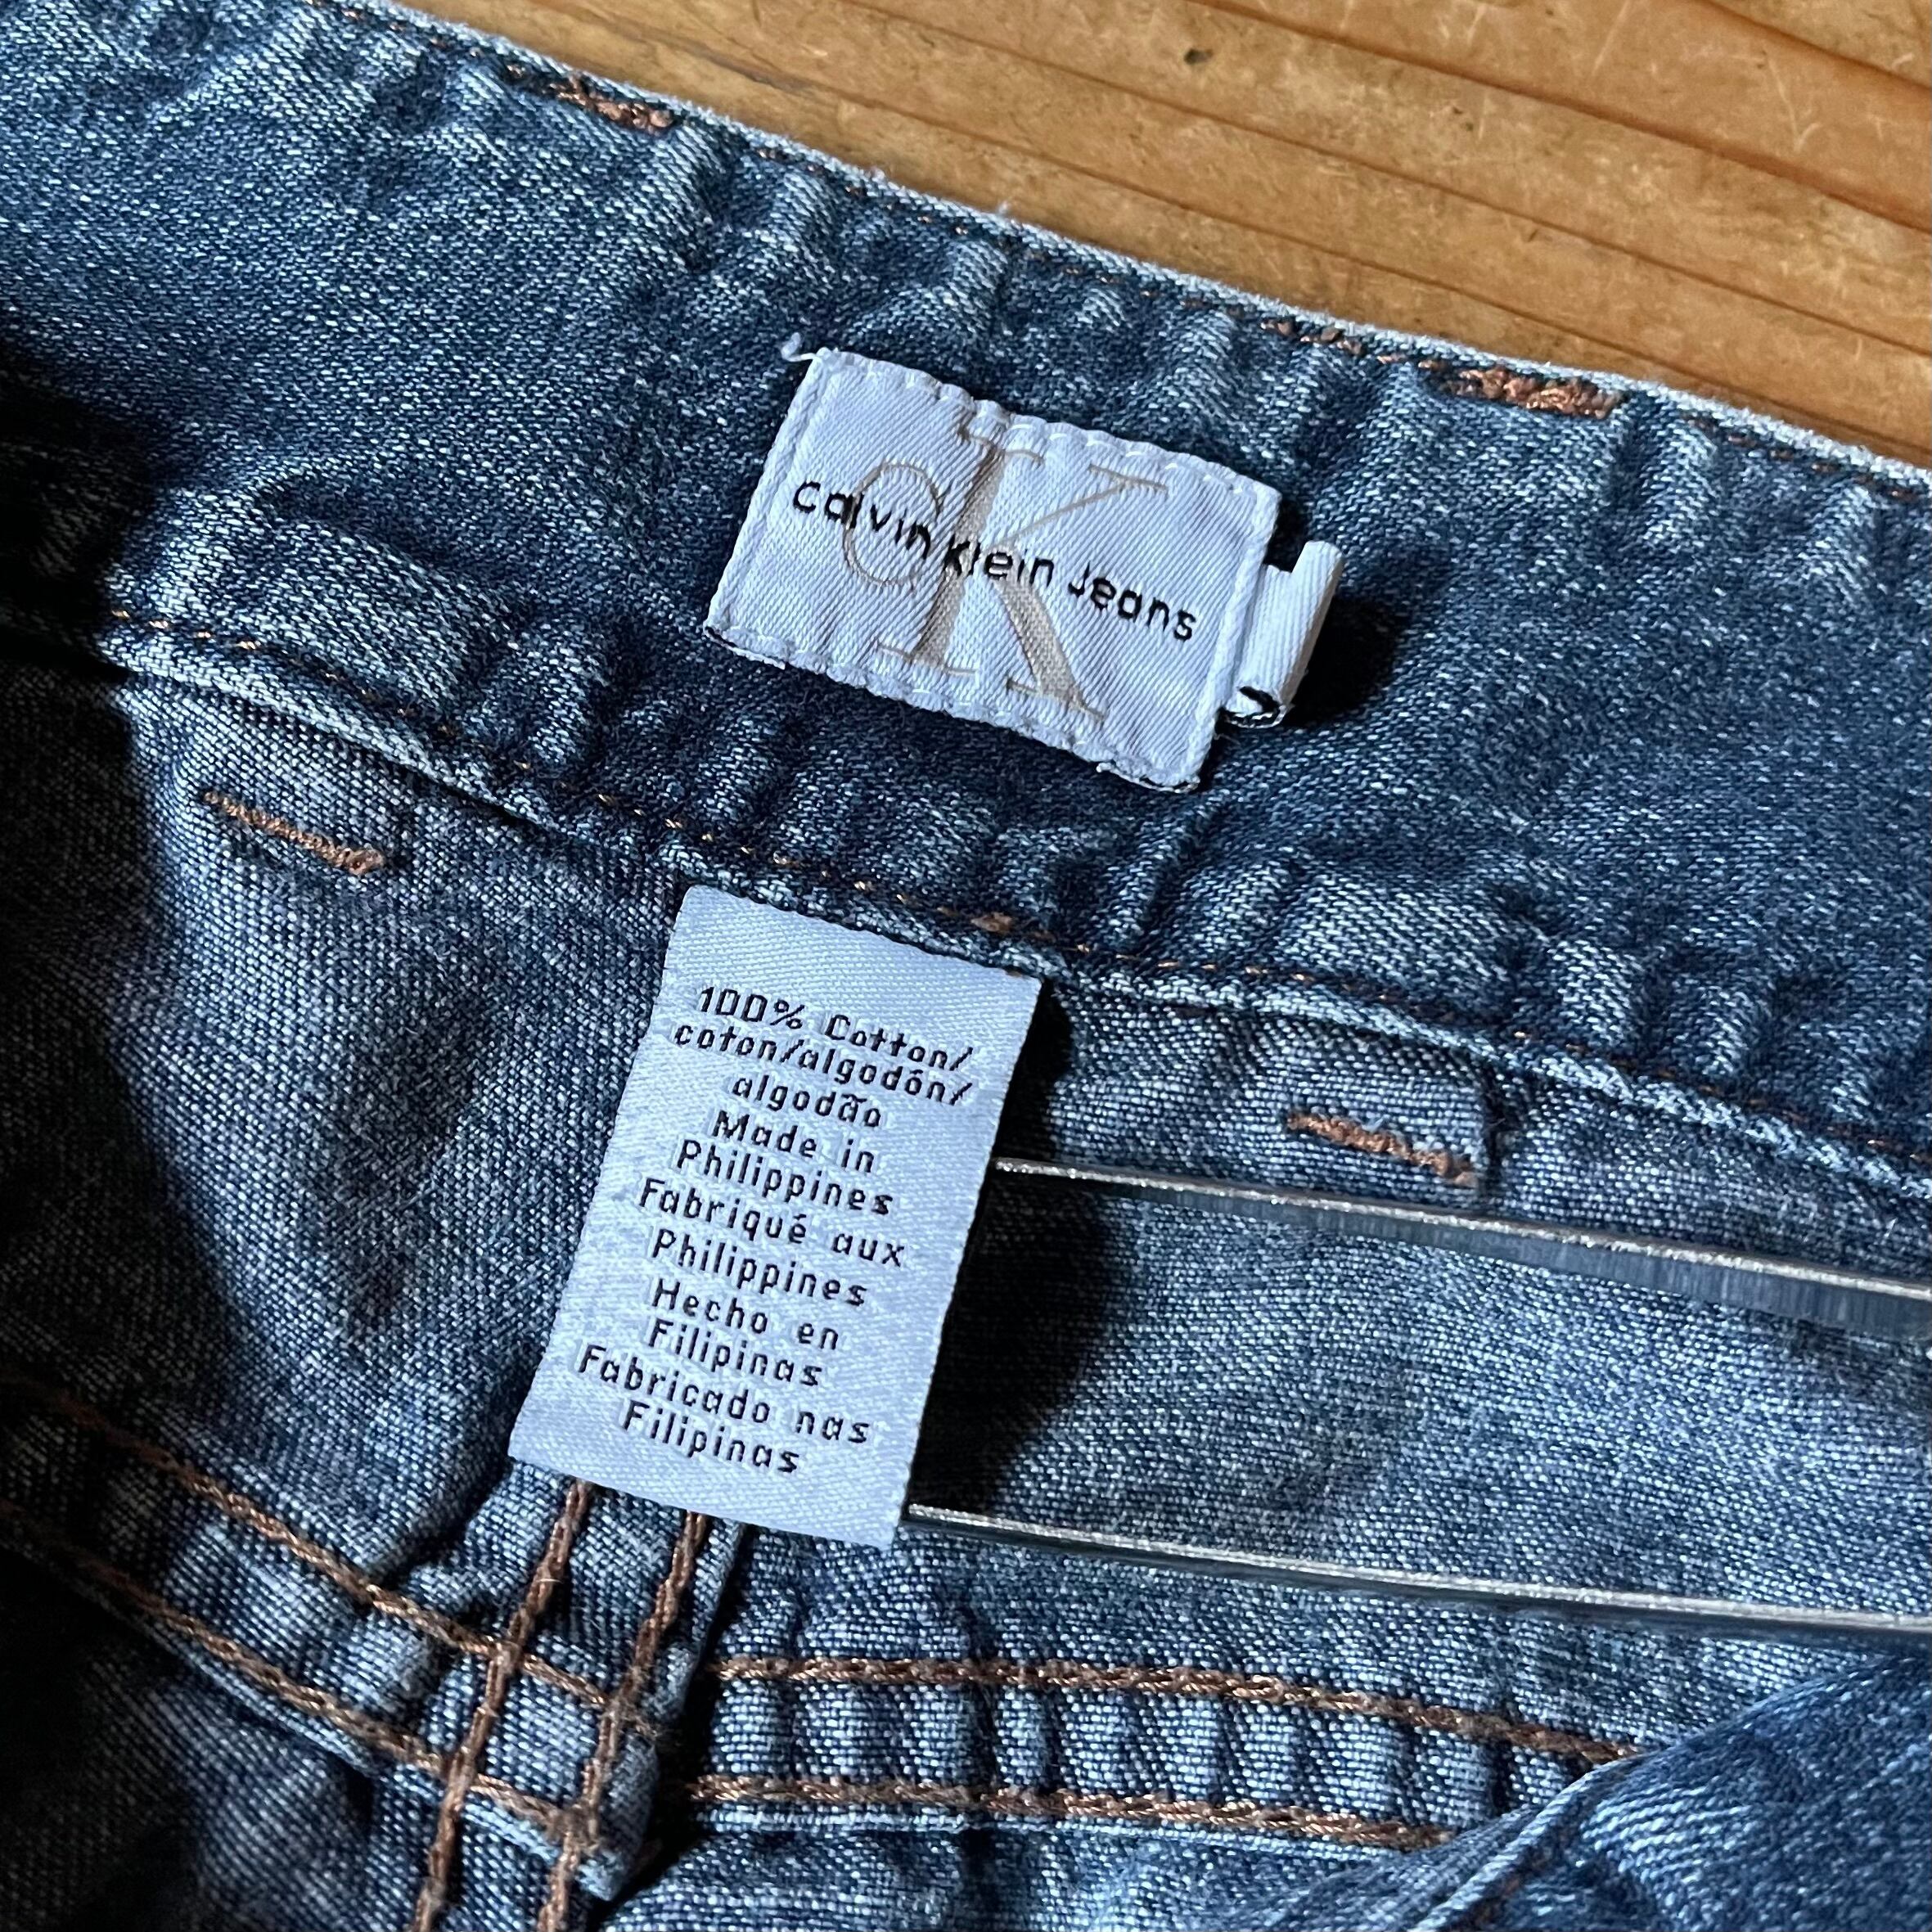 cK
Calvin Klein Jeans
100% Cotton/
coton/algodón/
algodão
Made in
Philippines
Fabriqué aux
Philippines
Hecho en
Filipinas
Fabricado nas
Filipinas